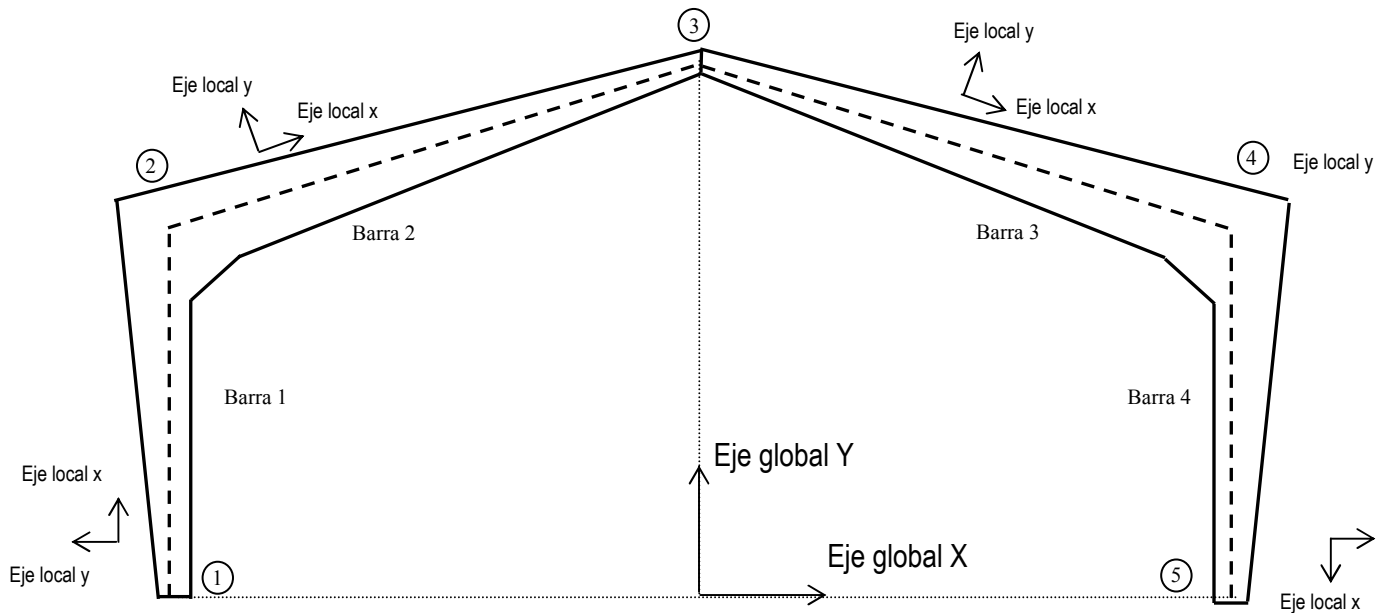 3
Eje local y
Eje local x
Eje local y
Eje local x
2
4
Eje local y
Barra 2
Barra 3
Barra 1
Barra 4
Eje global Y
Eje local x
Eje global X
Eje local y
1
5
Eje local x